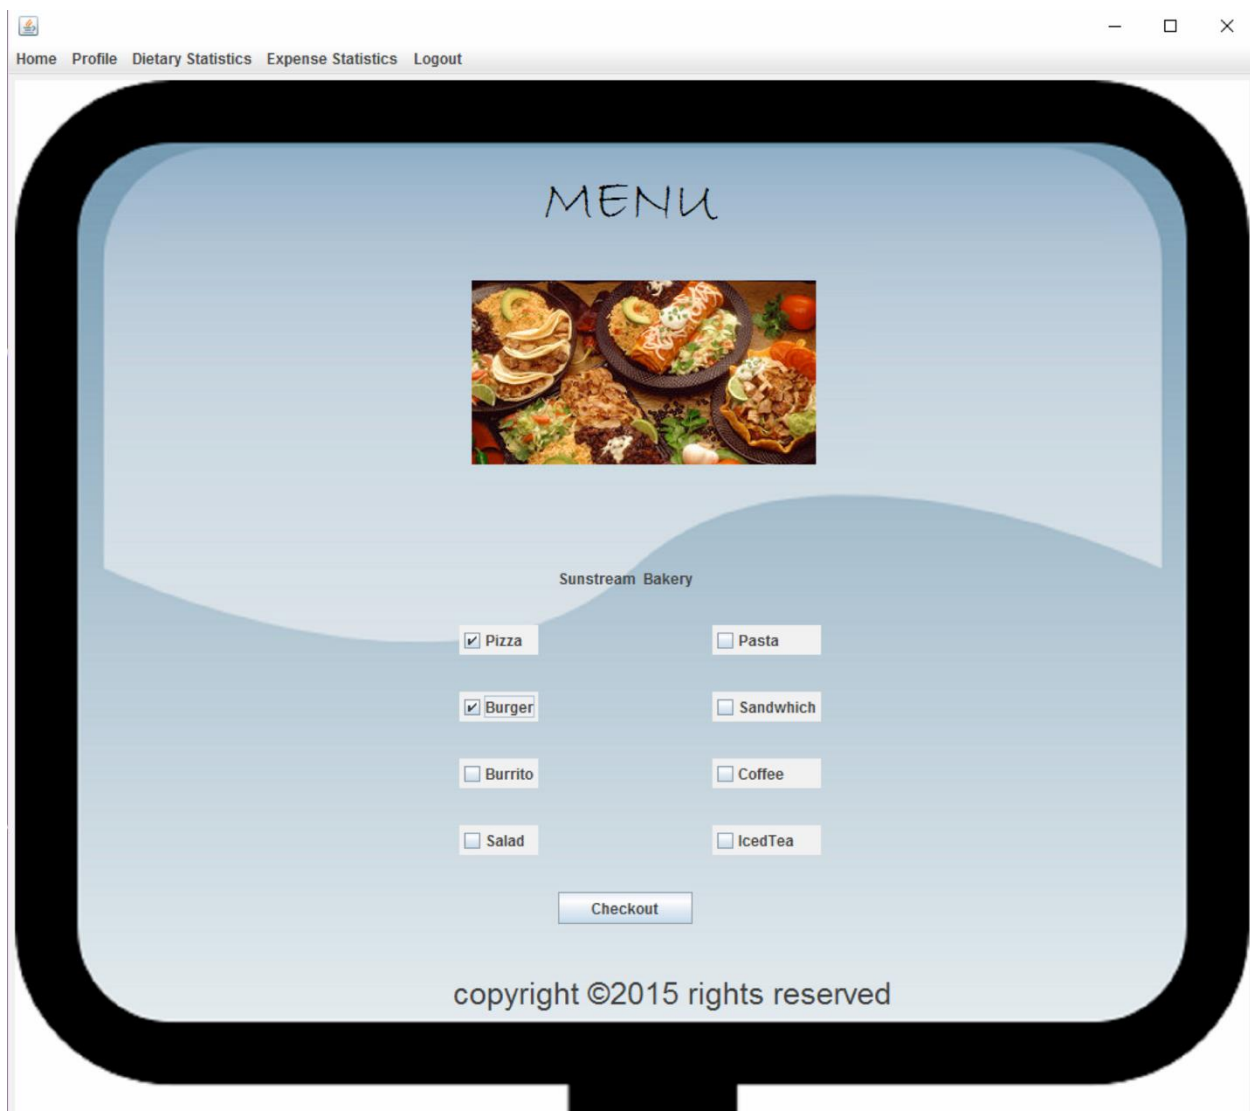 Home Profile Dietary Statistics Expense Statistics Logout
MENU
Sunstream Bakery
Pizza Pasta
Burger Sandwhich
Burrito Coffee
Salad IcedTea
Checkout
copyright ©2015 rights reserved